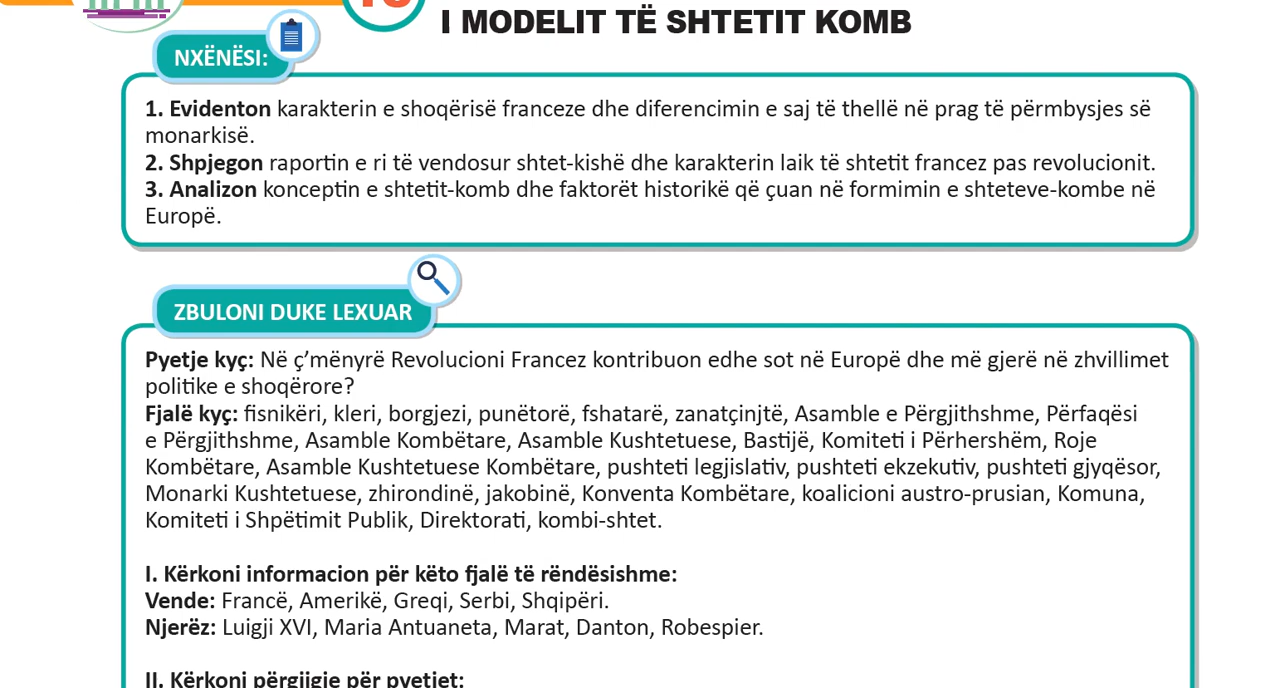 I MODELIT TË SHTETIT KOMB
NXËNËSI:
1. Evidenton karakterin e shoqërisë franceze dhe diferencimin e saj të thellë në prag të përmbysjes së
monarkisë.
2. Shpjegon raportin e ri të vendosur shtet-kishë dhe karakterin laik të shtetit francez pas revolucionit.
3. Analizon konceptin e shtetit-komb dhe faktorët historikë që çuan në formimin e shteteve-kombe në
Europë.
ZBULONI DUKE LEXUAR
Pyetje kyç: Në ç’mënyrë Revolucioni Francez kontribuon edhe sot në Europë dhe më gjerë në zhvillimet
politike e shoqërore?
Fjalë kyç: fisnikëri, kleri, borgjezi, punëtorë, fshatarë, zanatçinjtë, Asamble e Përgjithshme, Përfaqësi
e Përgjithshme, Asamble Kombëtare, Asamble Kushtetuese, Bastijë, Komiteti i Përhershëm, Roje
Kombëtare, Asamble Kushtetuese Kombëtare, pushteti legjislativ, pushteti ekzekutiv, pushteti gjyqësor,
Monarki Kushtetuese, zhirondinë, jakobinë, Konventa Kombëtare, koalicioni austro-prusian, Komuna,
Komiteti i Shpëtimit Publik, Direktorati, kombi-shtet.
I. Kërkoni informacion për këto fjalë të rëndësishme:
Vende: Francë, Amerikë, Greqi, Serbi, Shqipëri.
Njerëz: Luigji XVI, Maria Antuaneta, Marat, Danton, Robespier.
II. Kërkoni përgjigje për pyetjet: